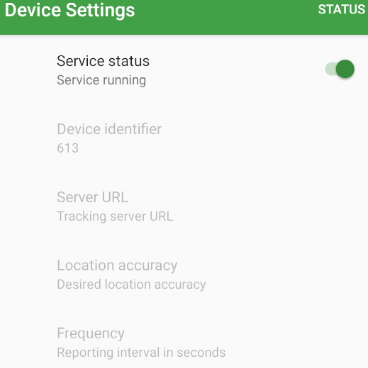 Device Settings STATUS
Service status
Service running
Device identifier
613
Server URL
Tracking server URL
Location accuracy
Desired location accuracy
Frequency
Reporting interval in seconds